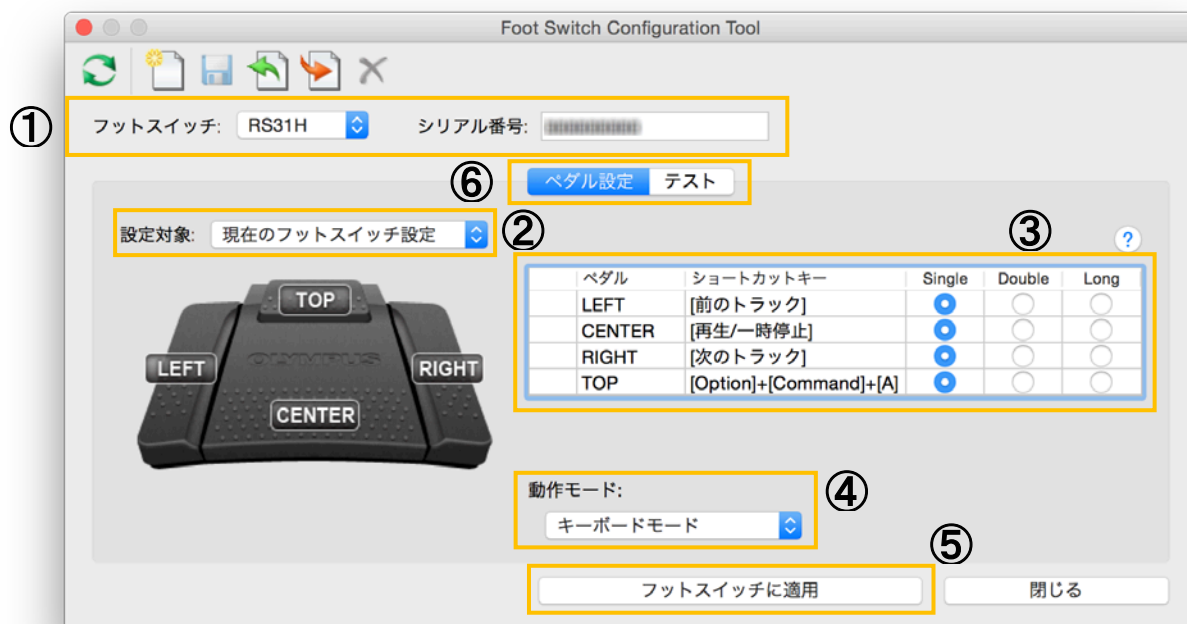 Foot Switch Configuration Tool
①
フットスイッチ: RS31H シリアル番号:
⑥
ペダル設定 テスト
設定対象: 現在のフットスイッチ設定
②
③
?
ペダル ショートカットキー Single Double Long
LEFT [前のトラック]
CENTER [再生/一時停止]
RIGHT [次のトラック]
TOP [Option]+[Command]+[A]
TOP
OLYMPUS
LEFT RIGHT
CENTER
動作モード:
④
キーボードモード
⑤
フットスイッチに適用 閉じる